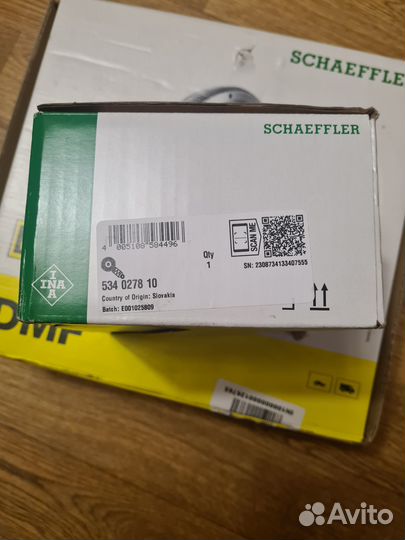 SCHAEFFLER
SCHAEFFLER
4 005108 584496
Qty
1
SCAN ME
SN: 2308734133407555
534 0278 10
Country of Origin: Slovakia
Batch: E001025809
INA
DMF
Avito